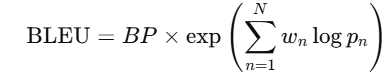 BLEU = BP × exp ( ∑_{n=1}^{N} w_n log p_n )